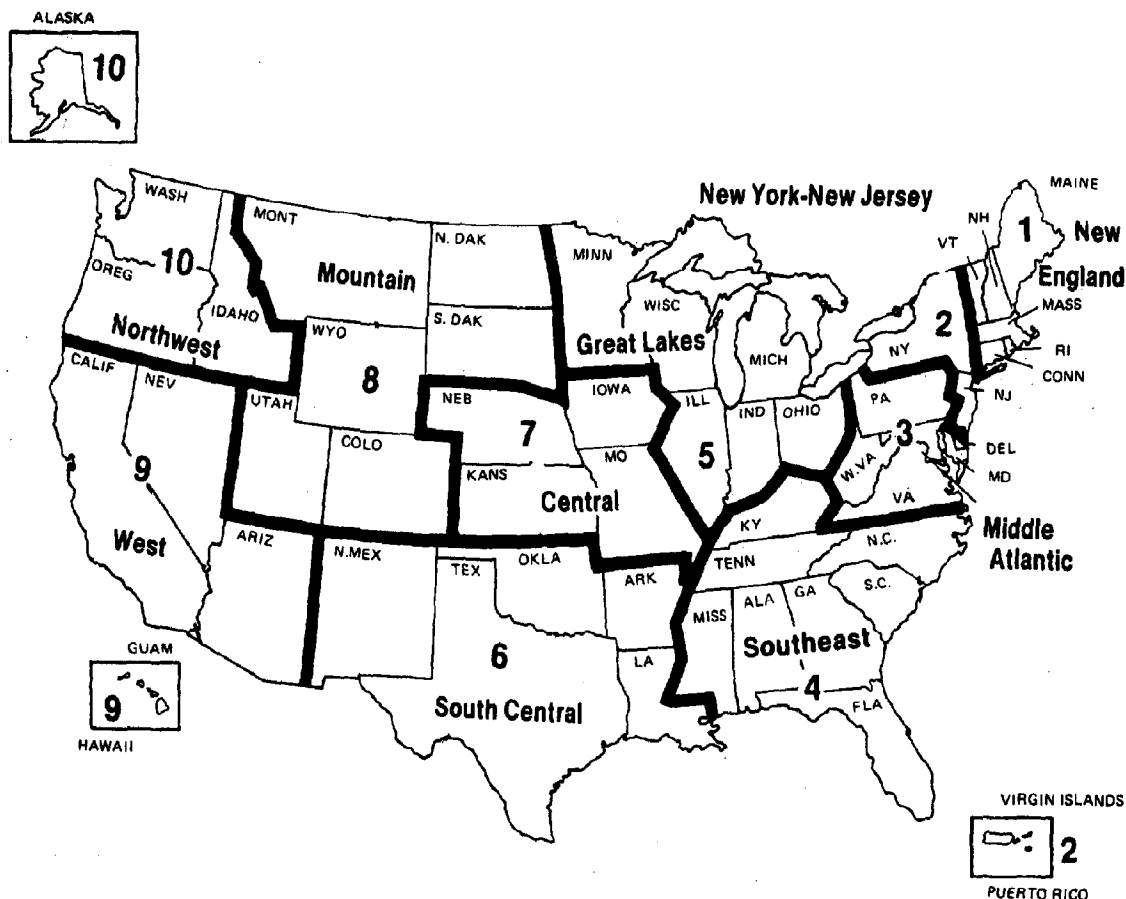 ALASKA
10
WASH
MONT
N. DAK
MINN
New York-New Jersey
MAINE
NH
VT
1
New
England
OREG
10
IDAHO
Mountain
S. DAK
WISC
MASS
Northwest
WYO
Great Lakes
MICH
NY
2
RI
CONN
CALIF
NEV
UTAH
8
NEB
IOWA
ILL
IND
OHIO
PA
NJ
COLO
7
MO
5
3
DEL
9
KANS
W.VA
MD
Central
VA
West
ARIZ
N.MEX
TEX
OKLA
KY
Middle
Atlantic
ARK
TENN
N.C.
MISS
ALA
GA
S.C.
GUAM
6
LA
Southeast
9
South Central
4
FLA
HAWAII
VIRGIN ISLANDS
2
PUERTO RICO